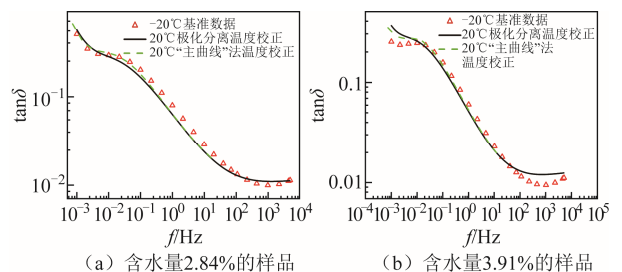 −20℃基准数据
20℃极化分离温度校正
20℃“主曲线”法温度校正
tanδ
10⁻¹
10⁻²
10⁻³ 10⁻² 10⁻¹ 10⁰ 10¹ 10² 10³ 10⁴
f/Hz
（a）含水量2.84%的样品
−20℃基准数据
20℃极化分离温度校正
20℃“主曲线”法
温度校正
tanδ
0.1
0.01
10⁻⁴ 10⁻³ 10⁻² 10⁻¹ 10⁰ 10¹ 10² 10³ 10⁴ 10⁵
f/Hz
（b）含水量3.91%的样品